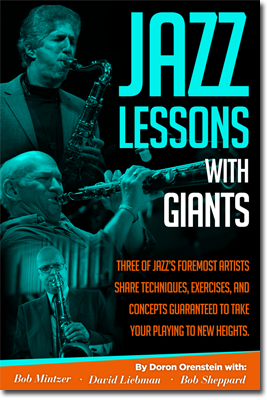 JAZZ
LESSONS
WITH
GIANTS
THREE OF JAZZ'S FOREMOST ARTISTS
SHARE TECHNIQUES, EXERCISES, AND
CONCEPTS GUARANTEED TO TAKE
YOUR PLAYING TO NEW HEIGHTS.
By Doron Orenstein with:
Bob Mintzer · David Liebman · Bob Sheppard